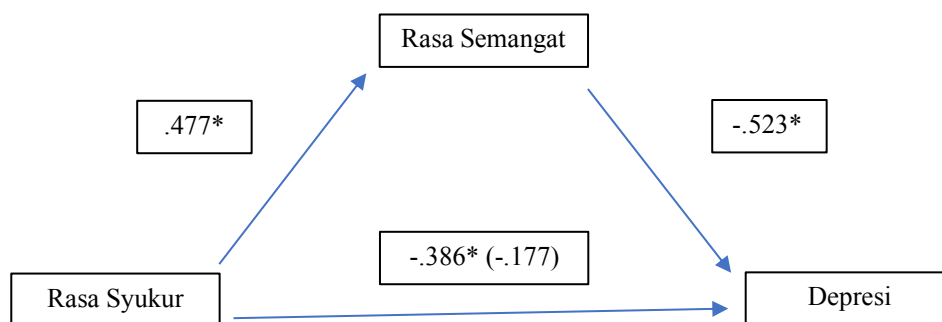 Rasa Semangat
.477*
-.523*
-.386* (-.177)
Rasa Syukur
Depresi